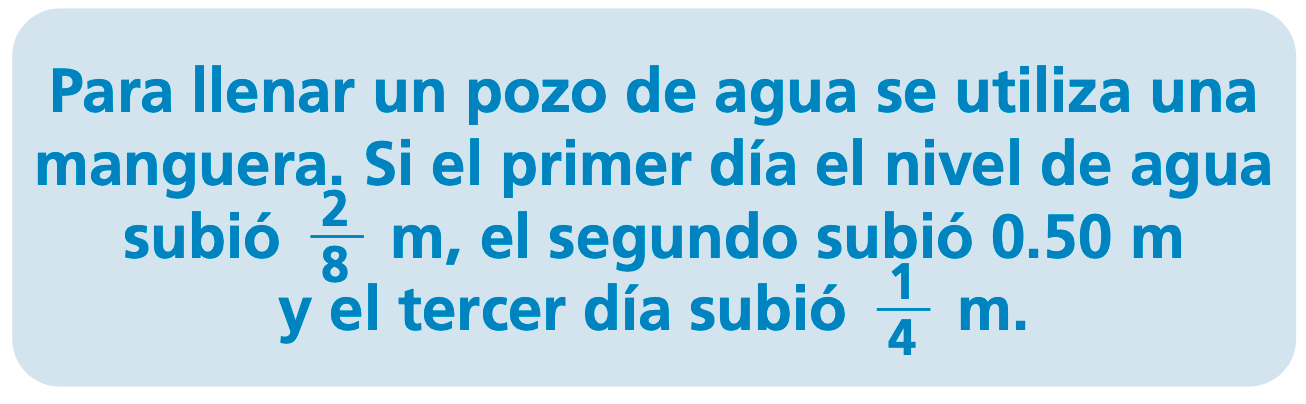 Para llenar un pozo de agua se utiliza una
manguera. Si el primer día el nivel de agua
subió 2/8 m, el segundo subió 0.50 m
y el tercer día subió 1/4 m.